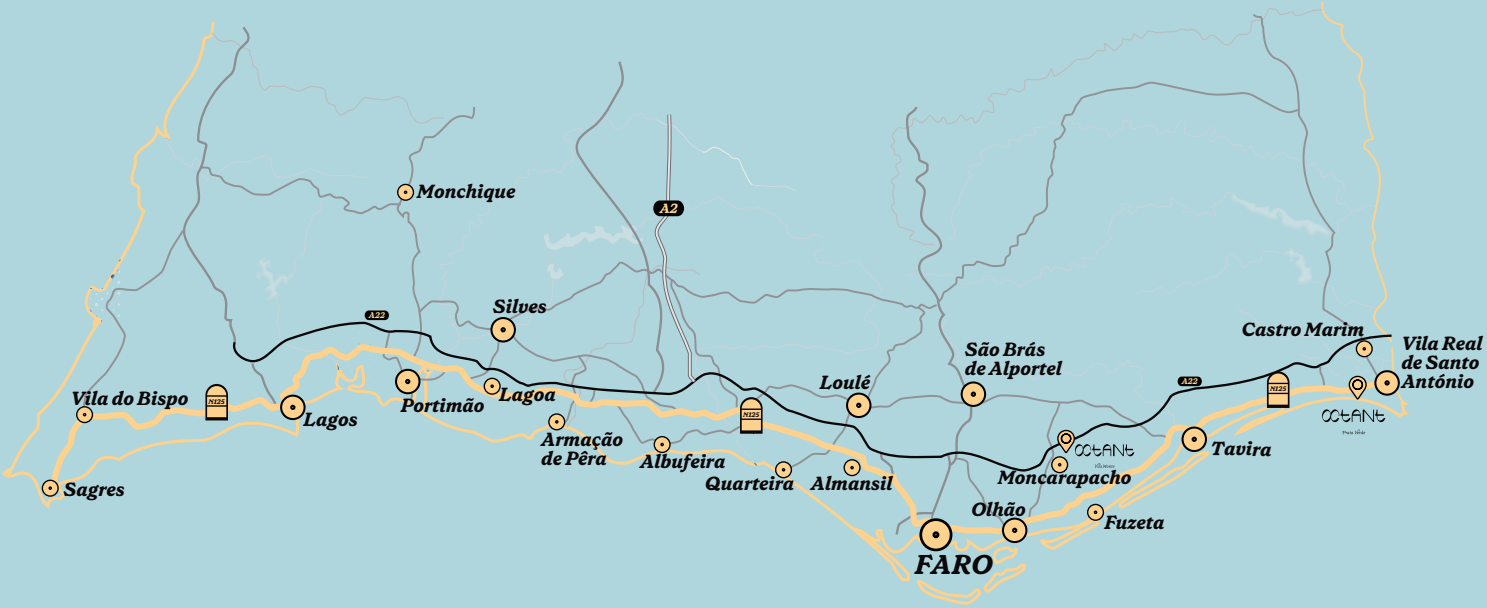 Monchique
A2
A22
Silves
Castro Marim
Vila Real
de Santo
António
São Brás
de Alportel
Loulé
A22
N125
Vila do Bispo
N125
Lagos
Portimão
Lagoa
N125
OCTANT
Praia Verde
Armação
de Pêra
Albufeira
Quarteira
Almansil
OCTANT
Moncarapacho
Tavira
Sagres
Olhão
Fuzeta
FARO